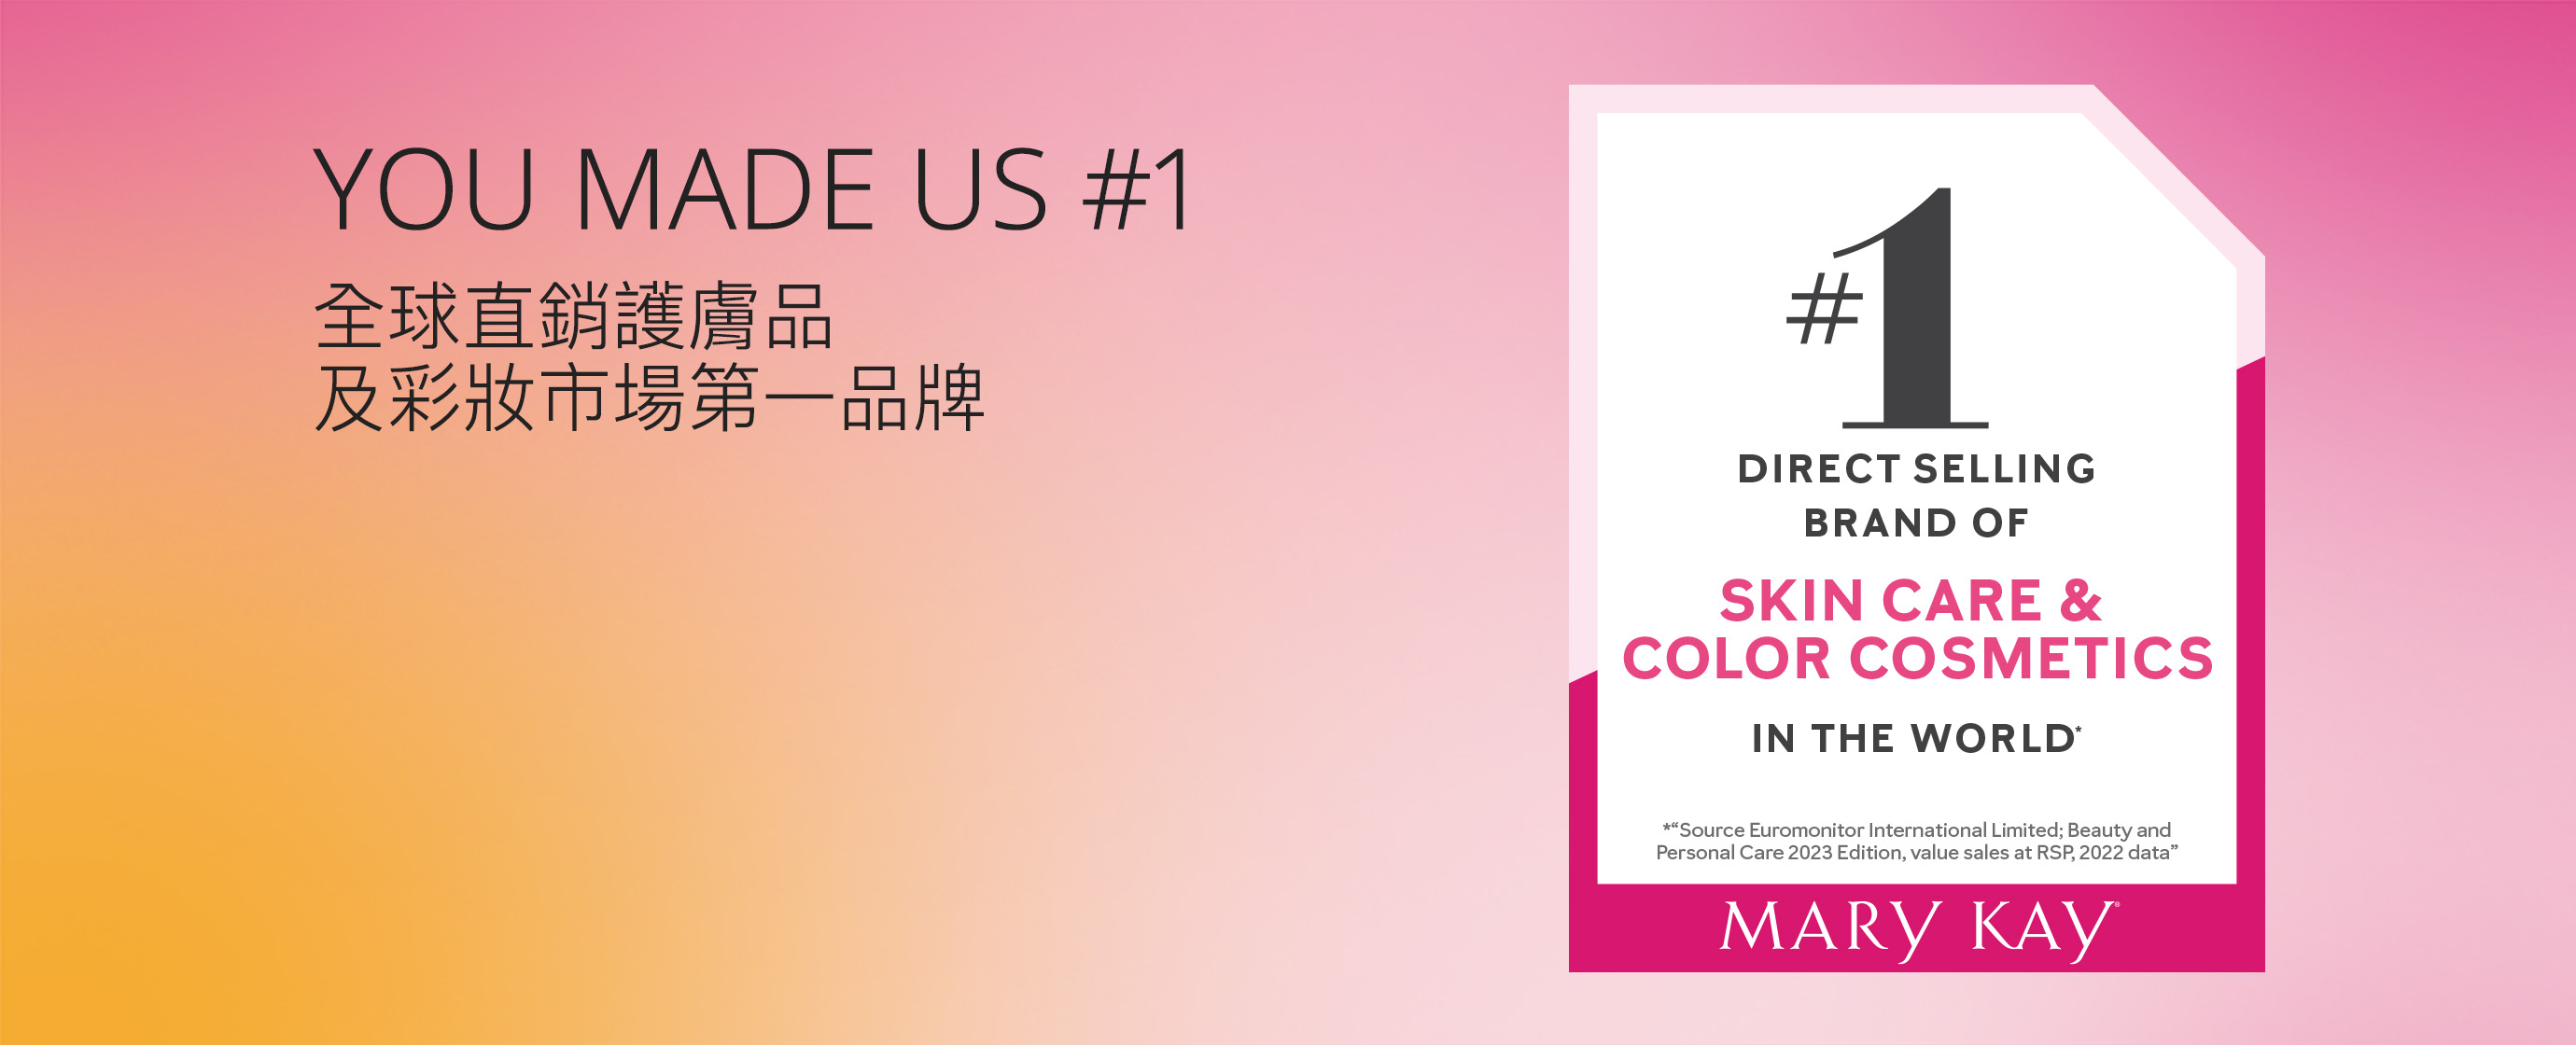 YOU MADE US #1
全球直銷護膚品
及彩妝市場第一品牌
#1
DIRECT SELLING
BRAND OF
SKIN CARE &
COLOR COSMETICS
IN THE WORLD*
*“Source Euromonitor International Limited; Beauty and
Personal Care 2023 Edition, value sales at RSP, 2022 data”
MARY KAY®